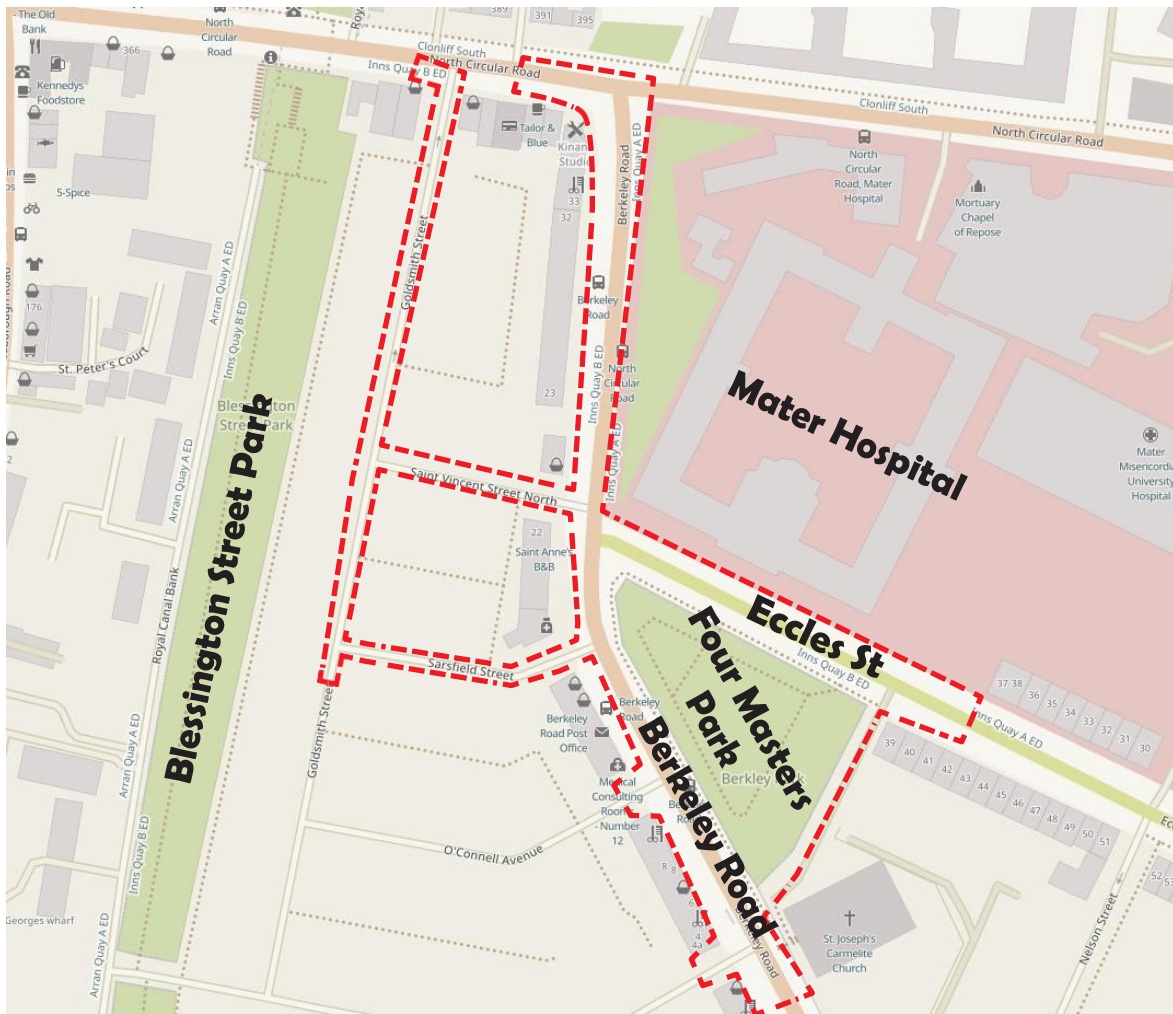 - The Old
Bank
366
Kennedys
Foodstore
5-Spice
176
St. Peter's Court
North
Circular
Road
389
391
395
Clonliff South
North Circular Road
Inns Quay B ED
Tailor &
Blue
Studio
33
32
23
Berkeley Road
Inns Quay A ED
Clonliff South
North Circular Road
North
Circular
Road, Mater
Hospital
Mortuary
Chapel
of Repose
Arran Quay A ED
Inns Quay B ED
Goldsmith Street
Berkeley
Road
North
Circular
Road
Inns Quay B ED
Inns Quay A ED
Mater Hospital
Mater
Misericordia
University
Hospital
Blessington Street Park
Arran Quay A ED
Royal Canal Bank
Saint Vincent Street North
22
Saint Anne's
B&B
Sarsfield Street
Goldsmith Street
Eccles St
Inns Quay B ED
Inns Quay A ED
Four Masters
Park
Berkley Park
37-38
36
35
34
33
32
31
30
39
40
41
42
43
44
45
46
47
48
49
50
51
52
53
Berkeley
Road
Berkeley
Road Post
Office
Medical
Consulting
Rooms
- Number
12
Berkeley Road
O'Connell Avenue
8
8
6
4
4a
Berkeley Road
St. Joseph's
Carmelite
Church
Nelson Street
Arran Quay A ED
Inns Quay B ED
Georges wharf
Arran Quay A ED